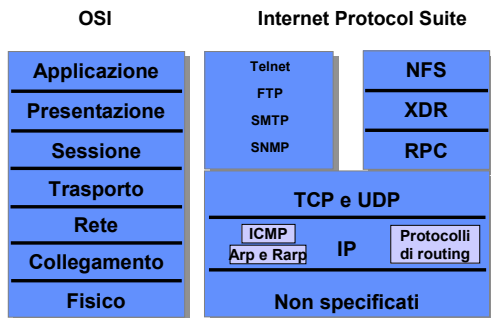 OSI
Internet Protocol Suite
Applicazione
Presentazione
Sessione
Trasporto
Rete
Collegamento
Fisico
Telnet
FTP
SMTP
SNMP
NFS
XDR
RPC
TCP e UDP
ICMP
Arp e Rarp
IP
Protocolli
di routing
Non specificati